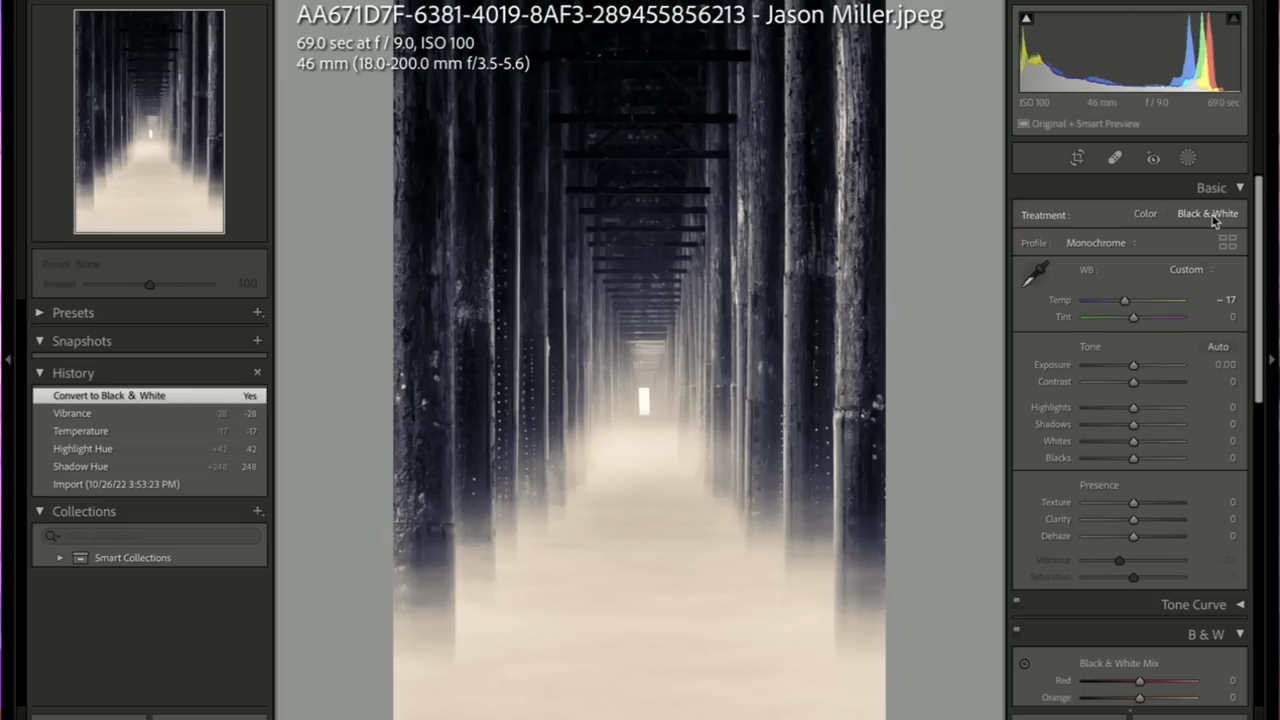 AA671D7F-6381-4019-8AF3-289455856213 - Jason Miller.jpeg
69.0 sec at f / 9.0, ISO 100
46 mm (18.0-200.0 mm f/3.5-5.6)
Preset: None
Amount 100
Presets +
Snapshots +
History ×
Convert to Black & White Yes
Vibrance -28 -28
Temperature -17 -17
Highlight Hue +42 42
Shadow Hue +248 248
Import (10/26/22 3:53:23 PM)
Collections +
Smart Collections
ISO 100 46 mm f / 9.0 69.0 sec
Original + Smart Preview
Basic
Treatment : Color Black & White
Profile : Monochrome
WB : Custom
Temp – 17
Tint 0
Tone Auto
Exposure 0.00
Contrast 0
Highlights 0
Shadows 0
Whites 0
Blacks 0
Presence
Texture 0
Clarity 0
Dehaze 0
Vibrance
Saturation
Tone Curve
B & W
Black & White Mix
Red 0
Orange 0